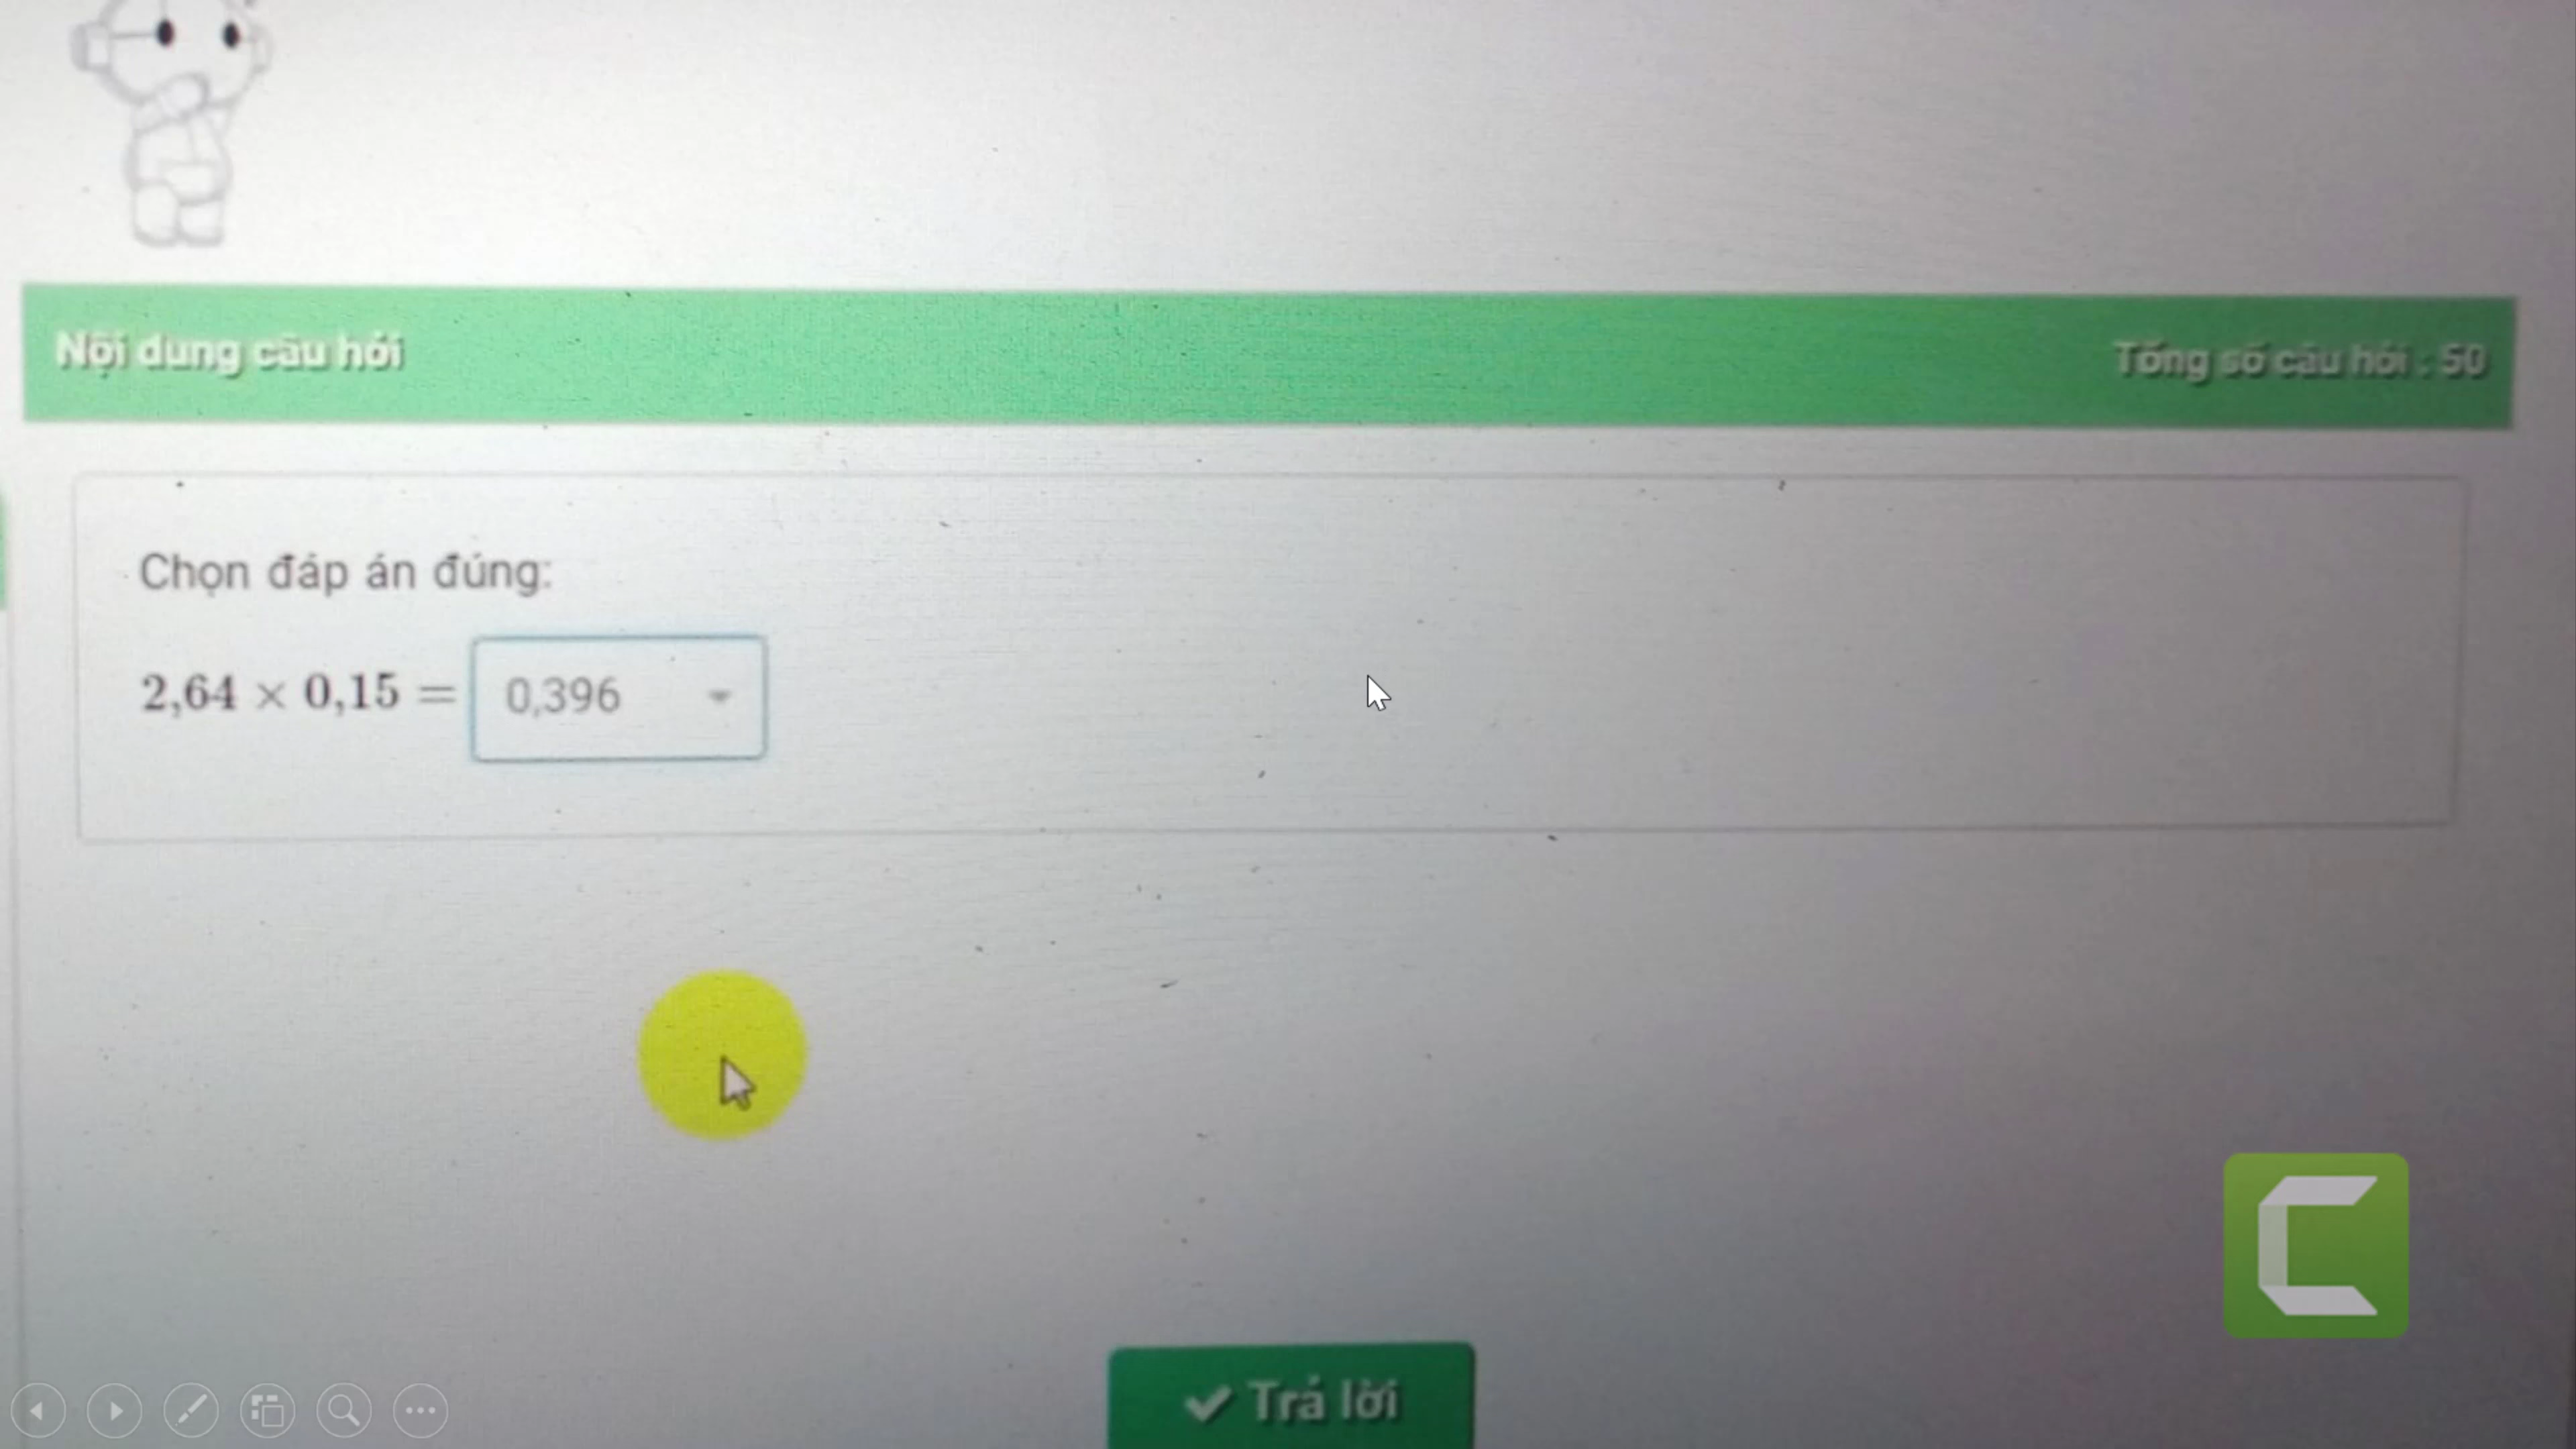 Nội dung câu hỏi
Tổng số câu hỏi : 50
Chọn đáp án đúng:
2,64 × 0,15 = 0,396
Trả lời